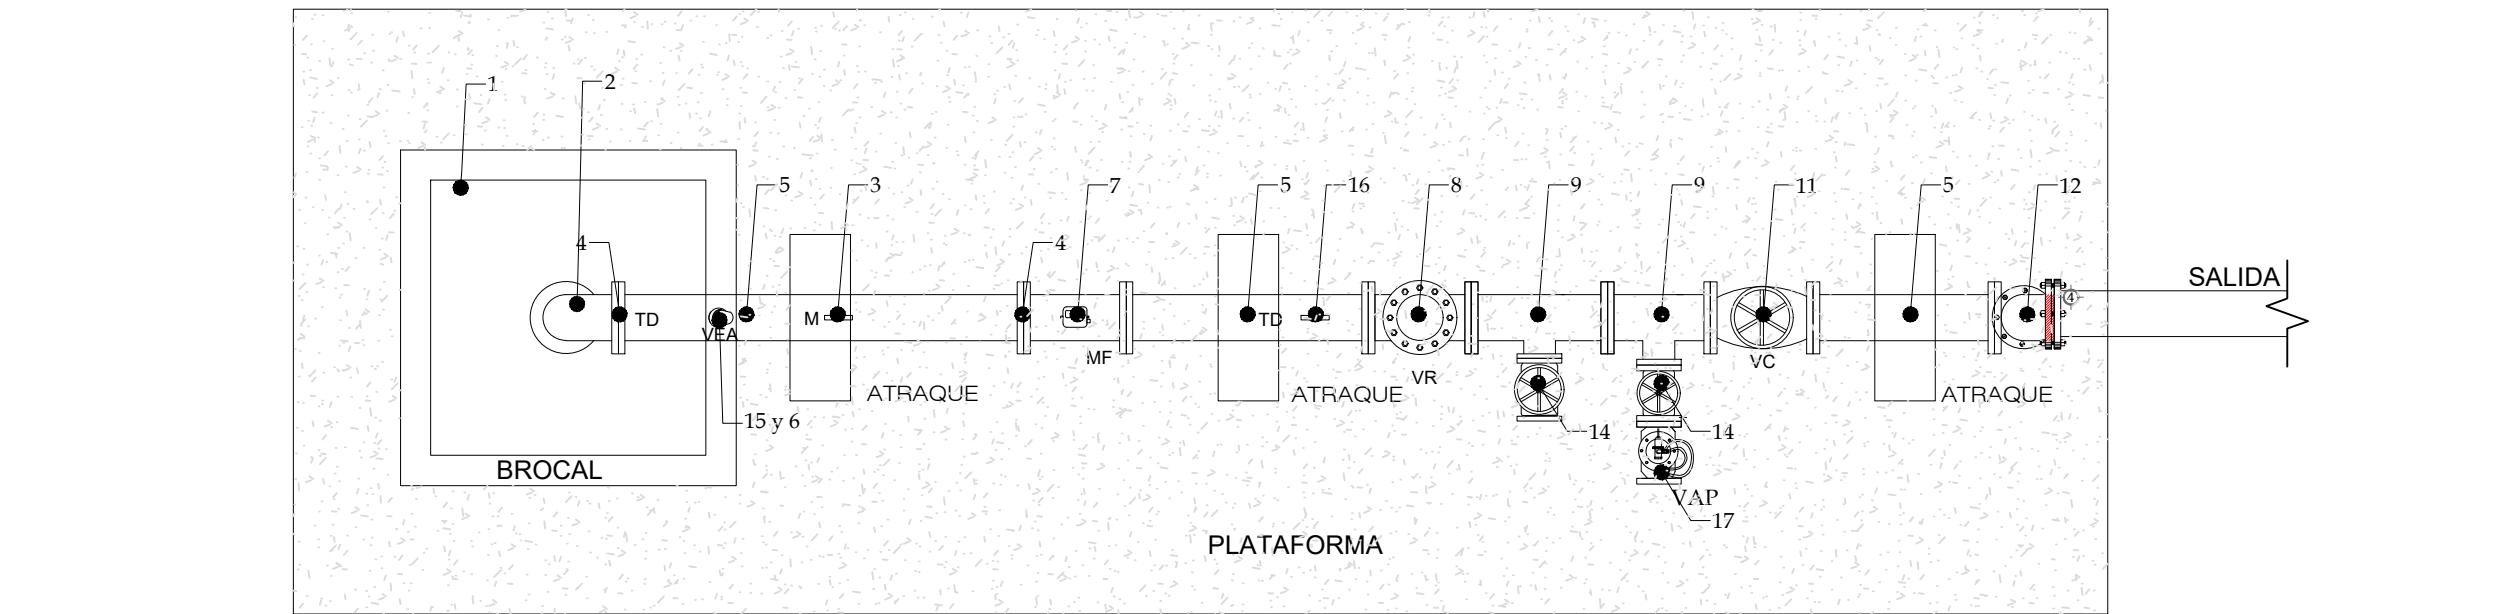 1
2
5
3
7
5
16
8
9
9
11
5
12
4
4
SALIDA
4
TD
VEA
M
MF
TD
VR
VC
ATRAQUE
ATRAQUE
ATRAQUE
15 y 6
14
14
BROCAL
VAP
17
PLATAFORMA